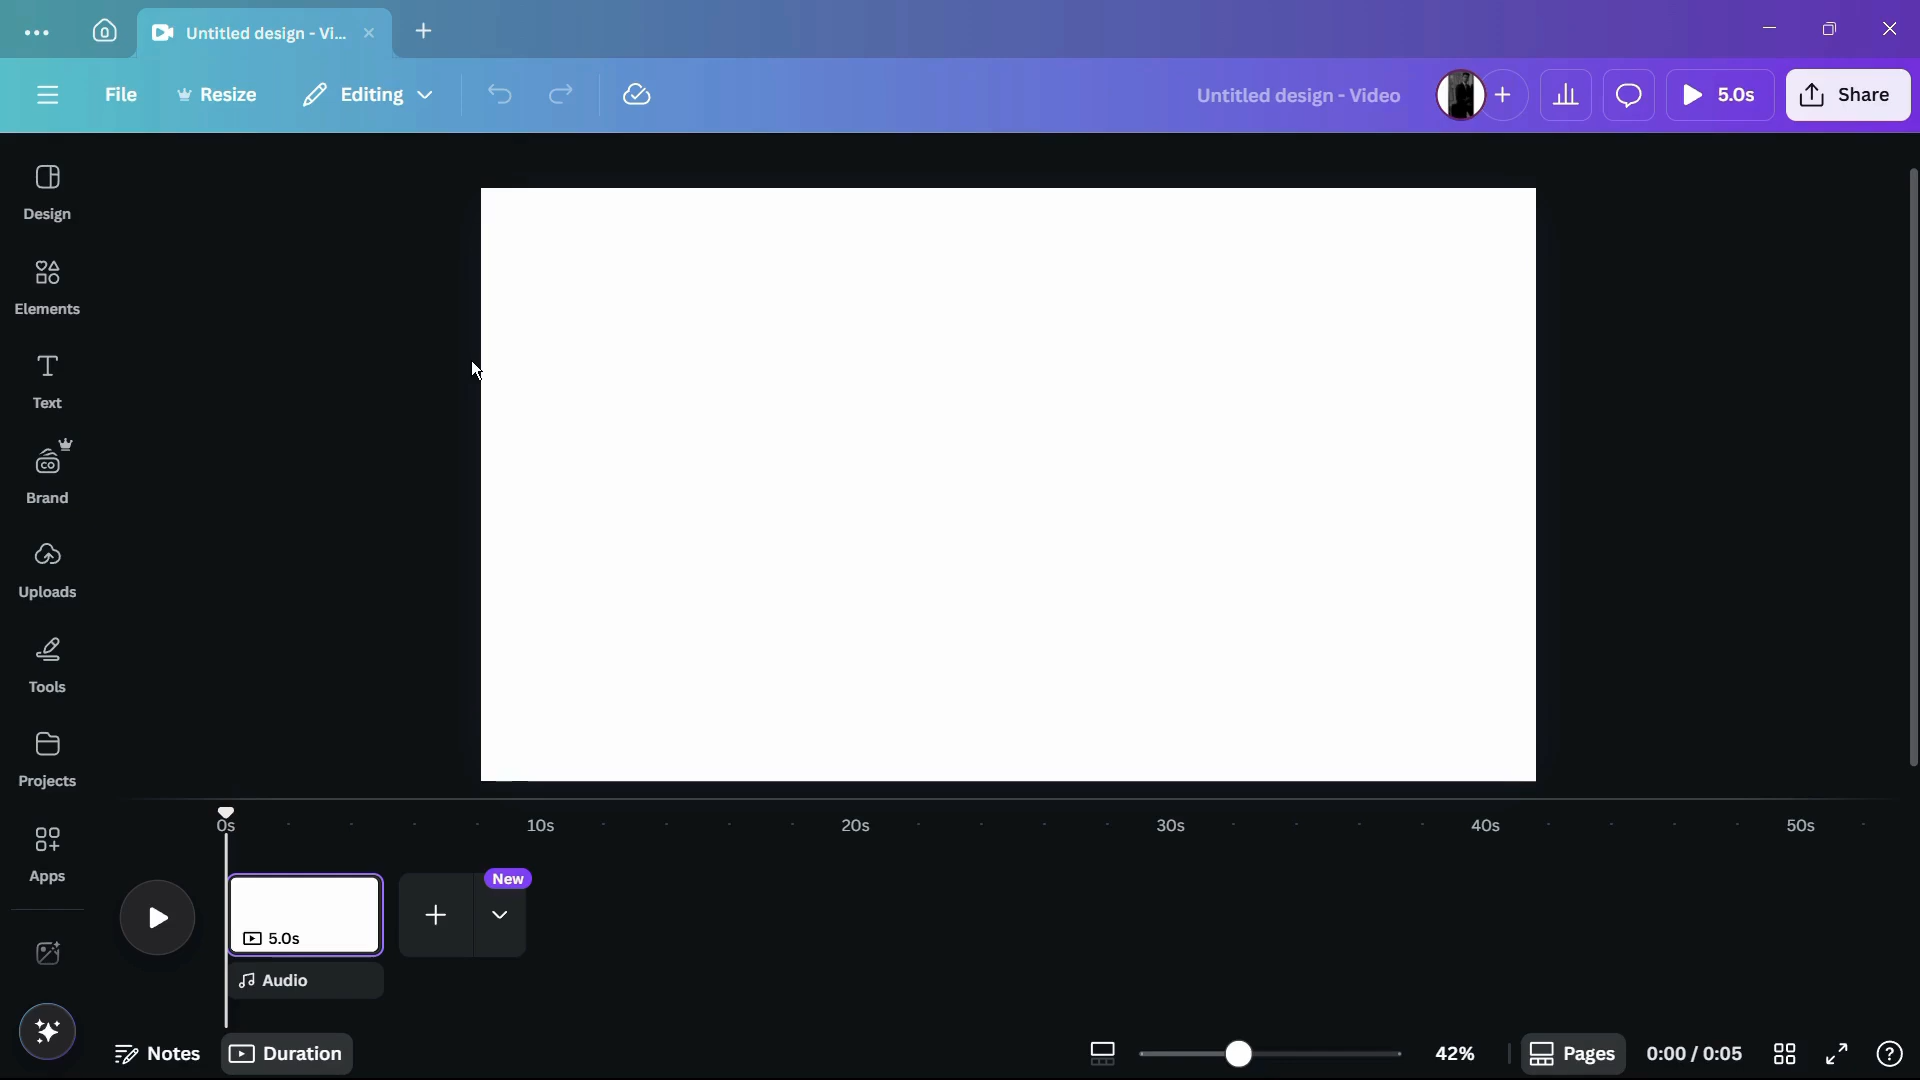 Untitled design - Vi...
File
Resize
Editing
Untitled design - Video
5.0s
Share
Design
Elements
Text
Brand
CO
Uploads
Tools
Projects
Apps
0s
10s
20s
30s
40s
50s
New
5.0s
Audio
Notes
Duration
42%
Pages
0:00 / 0:05